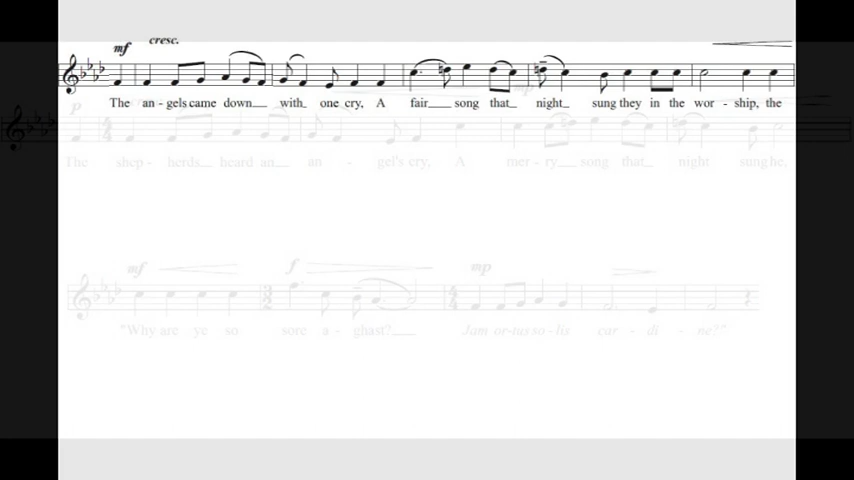 mf cresc.
The an - gels came down with one cry, A fair song that night sung they in the wor - ship, the
p
The shep - herds heard an an - gel's cry, A mer - ry song that night sung he,
mf f mp
"Why are ye so sore a - ghast? Jam or-tus so - lis car - di - ne?"